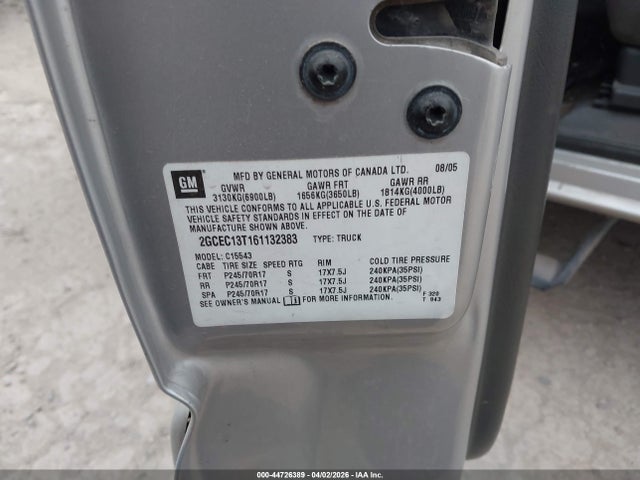 GM
MFD BY GENERAL MOTORS OF CANADA LTD. 08/05
GVWR GAWR FRT GAWR RR
3130KG(6900LB) 1656KG(3650LB) 1814KG(4000LB)
THIS VEHICLE CONFORMS TO ALL APPLICABLE U.S. FEDERAL MOTOR
VEHICLE SAFETY STANDARDS IN EFFECT ON THE DATE OF
MANUFACTURE SHOWN ABOVE.
2GCEC13T161132383 TYPE: TRUCK
MODEL: C15543
CABE TIRE SIZE SPEED RTG RIM COLD TIRE PRESSURE
FRT P245/70R17 S 17X7.5J 240KPA(35PSI)
RR P245/70R17 S 17X7.5J 240KPA(35PSI)
SPA P245/70R17 S 17X7.5J 240KPA(35PSI)
SEE OWNER'S MANUAL FOR MORE INFORMATION. F 320
T 943
000-44726389 - 04/02/2026 - IAA Inc.